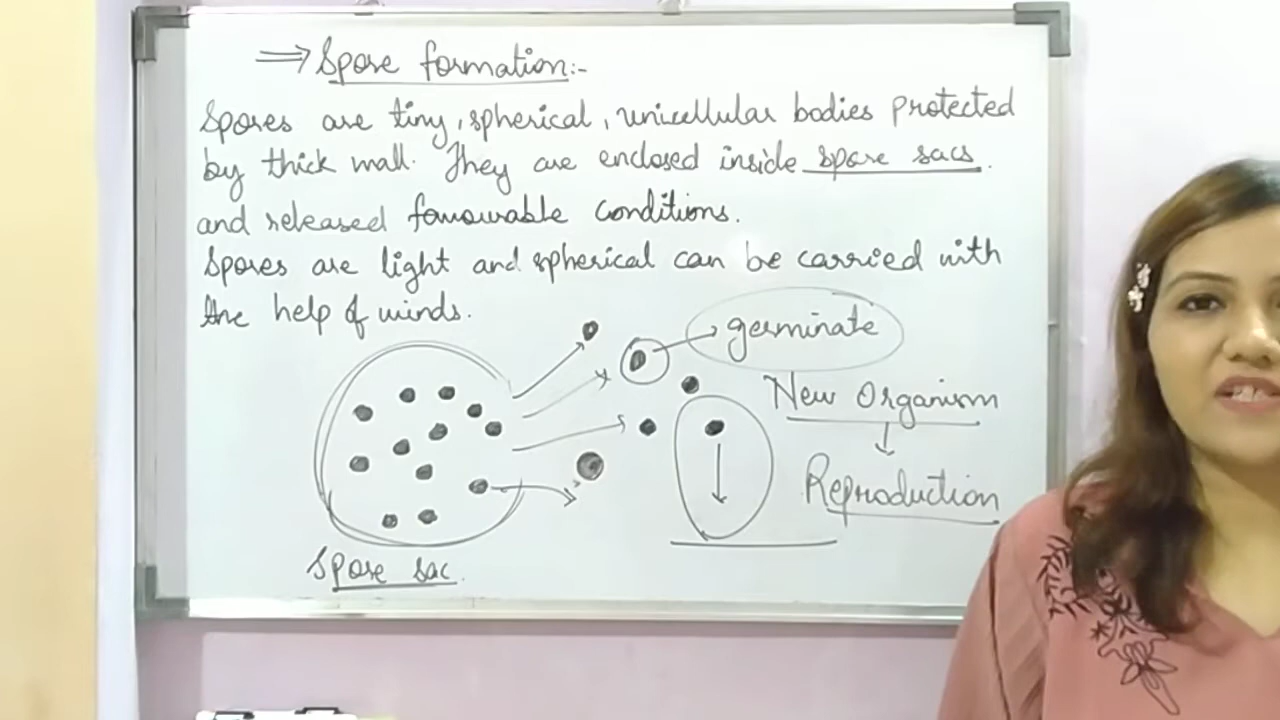 ⇒ Spore formation:-
Spores are tiny, spherical, unicellular bodies protected
by thick wall. They are enclosed inside spore sacs.
and released favourable conditions.
Spores are light and spherical can be carried with
the help of winds.
germinate
New Organism
Reproduction
Spore sac.